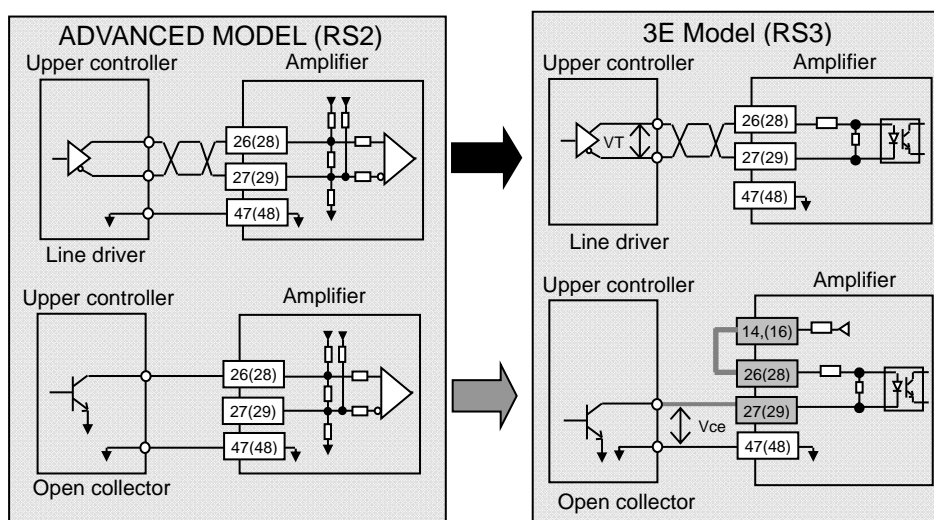 ADVANCED MODEL (RS2)
Upper controller
Amplifier
26(28)
27(29)
47(48)
Line driver
Upper controller
Amplifier
26(28)
27(29)
47(48)
Open collector
3E Model (RS3)
Upper controller
Amplifier
VT
26(28)
27(29)
47(48)
Line driver
Upper controller
Amplifier
14,(16)
26(28)
27(29)
Vce
47(48)
Open collector